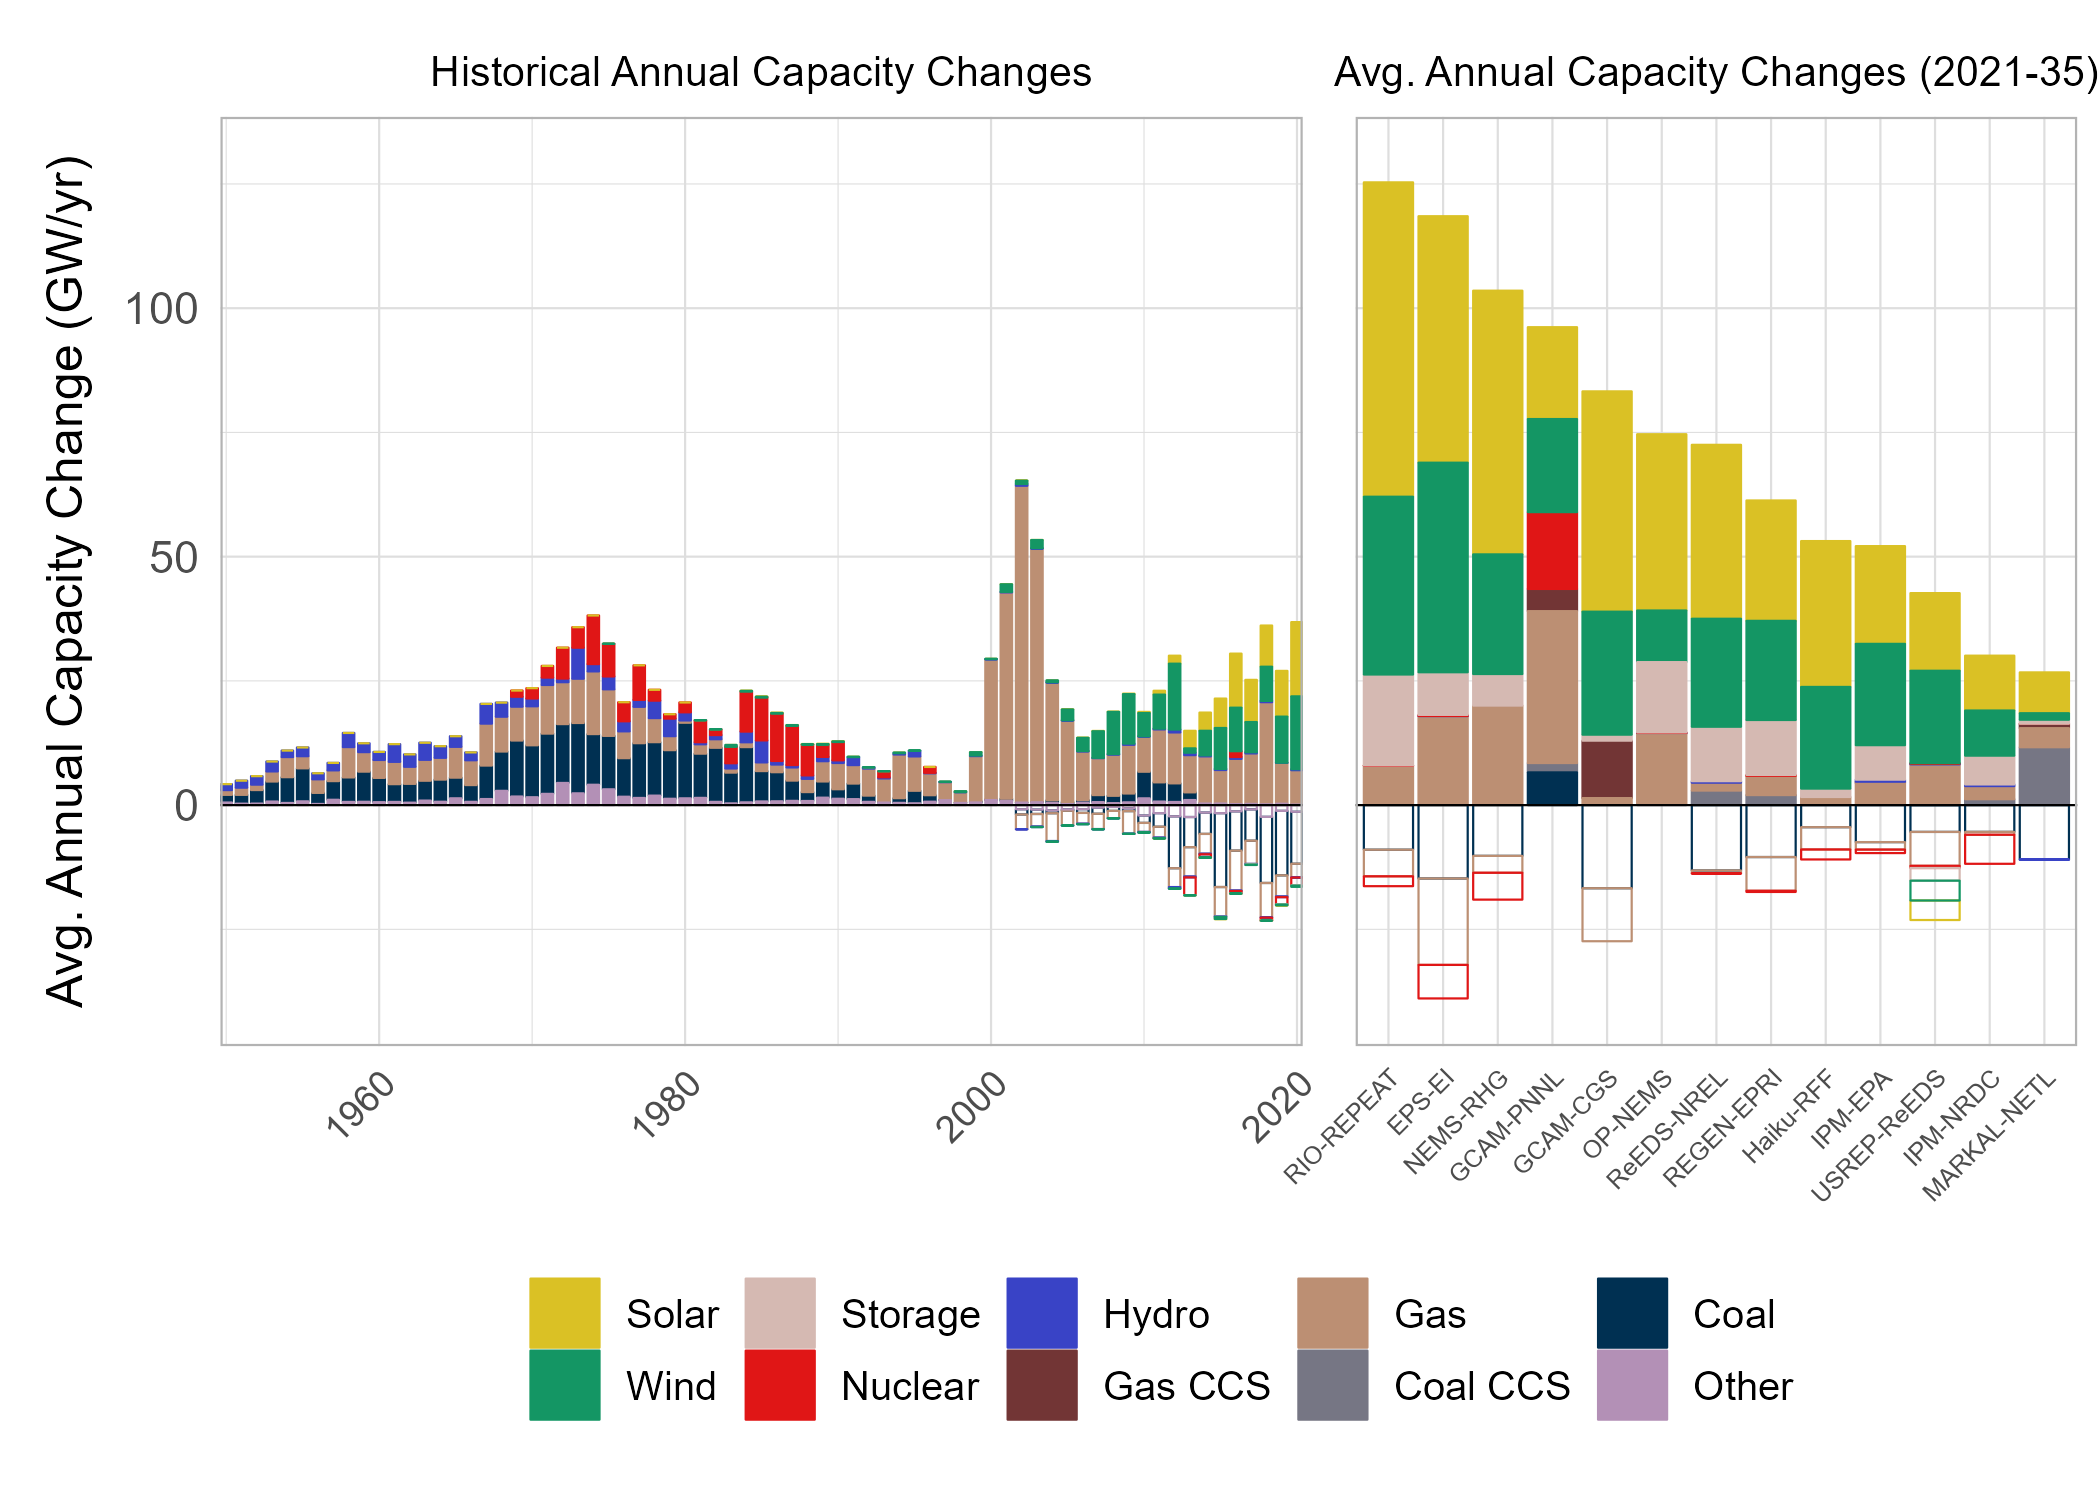 Historical Annual Capacity Changes
Avg. Annual Capacity Changes (2021-35)
Avg. Annual Capacity Change (GW/yr)
100
50
0
1960
1980
2000
2020
RIO-REPEAT
EPS-EI
NEMS-RHG
GCAM-PNNL
GCAM-CGS
OP-NEMS
ReEDS-NREL
REGEN-EPRI
Haiku-RFF
IPM-EPA
USREP-ReEDS
IPM-NRDC
MARKAL-NETL
Solar
Storage
Hydro
Gas
Coal
Wind
Nuclear
Gas CCS
Coal CCS
Other